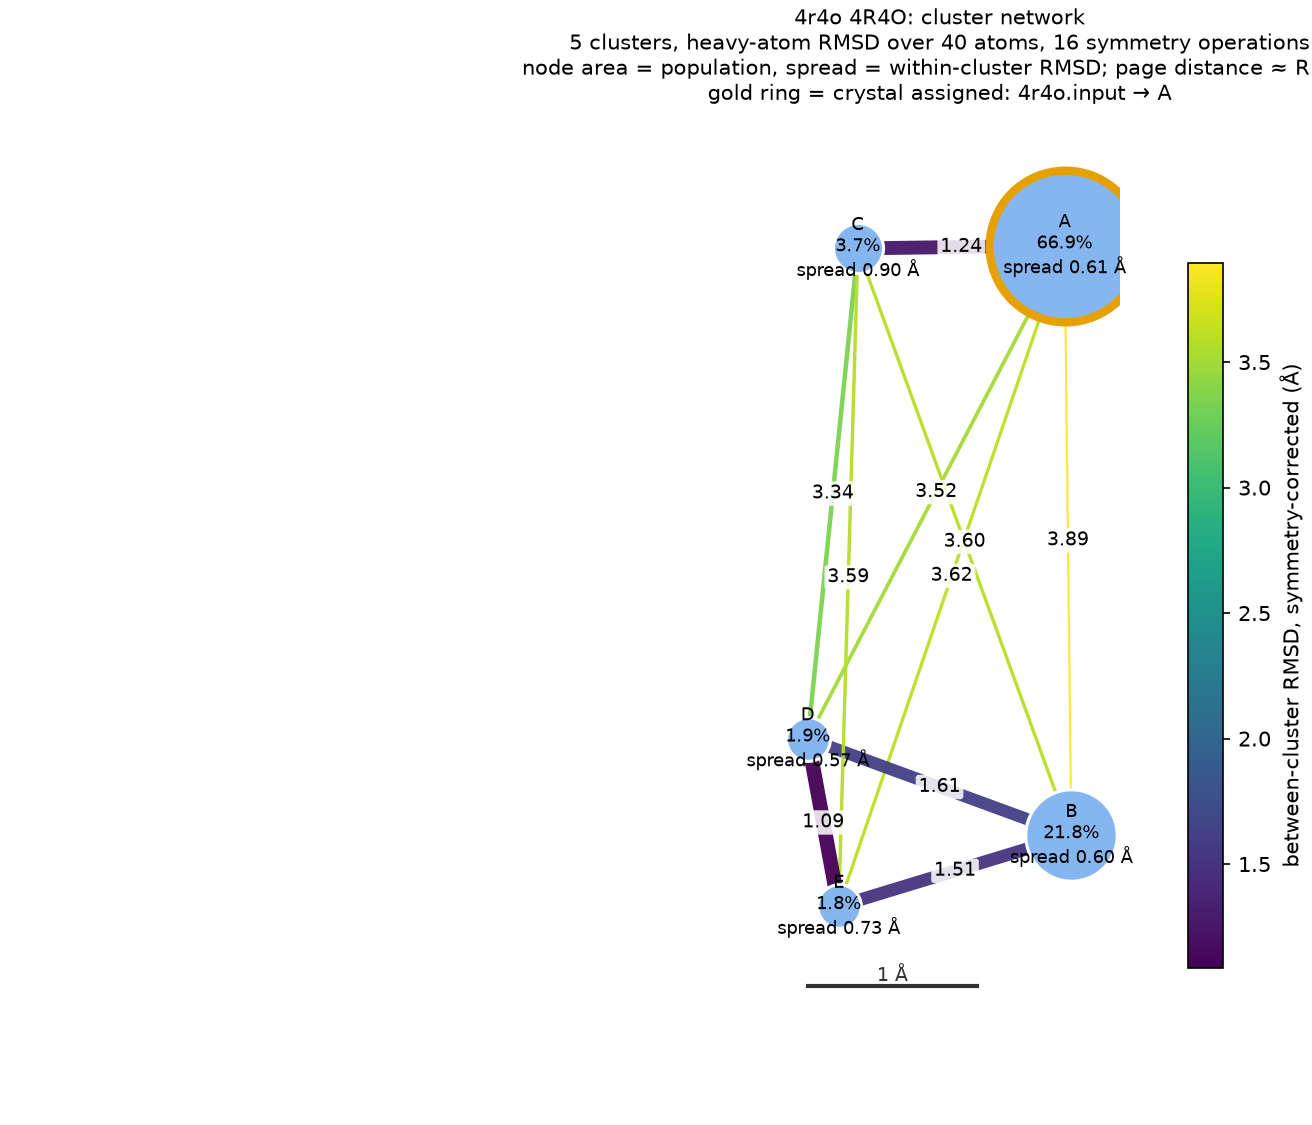 4r4o 4R4O: cluster network
5 clusters, heavy-atom RMSD over 40 atoms, 16 symmetry operations
node area = population, spread = within-cluster RMSD; page distance ≈ R
gold ring = crystal assigned: 4r4o.input → A
C
3.7%
spread 0.90 Å
1.24
A
66.9%
spread 0.61 Å
3.34
3.52
3.60
3.89
3.59
3.62
D
1.9%
spread 0.57 Å
1.61
1.09
B
21.8%
spread 0.60 Å
1.51
E
1.8%
spread 0.73 Å
1 Å
3.5
3.0
2.5
2.0
1.5
between-cluster RMSD, symmetry-corrected (Å)